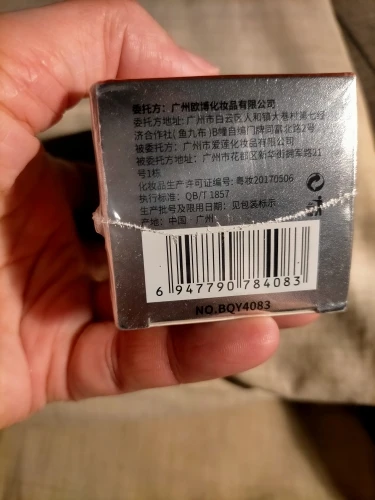 委托方：广州欧博化妆品有限公司
委托方地址：广州市白云区人和镇大巷村第七经
济合作社(鱼九布)B幢自编门牌同富北路2号
被委托方：广州市爱莲化妆品有限公司
被委托方地址：广州市花都区新华街拥军路21
号1栋
化妆品生产许可证编号：粤妆20170506
执行标准：QB/T 1857
生产批号及限用日期：见包装标示
产地：中国·广州
6 947790 784083
NO.BQY4083